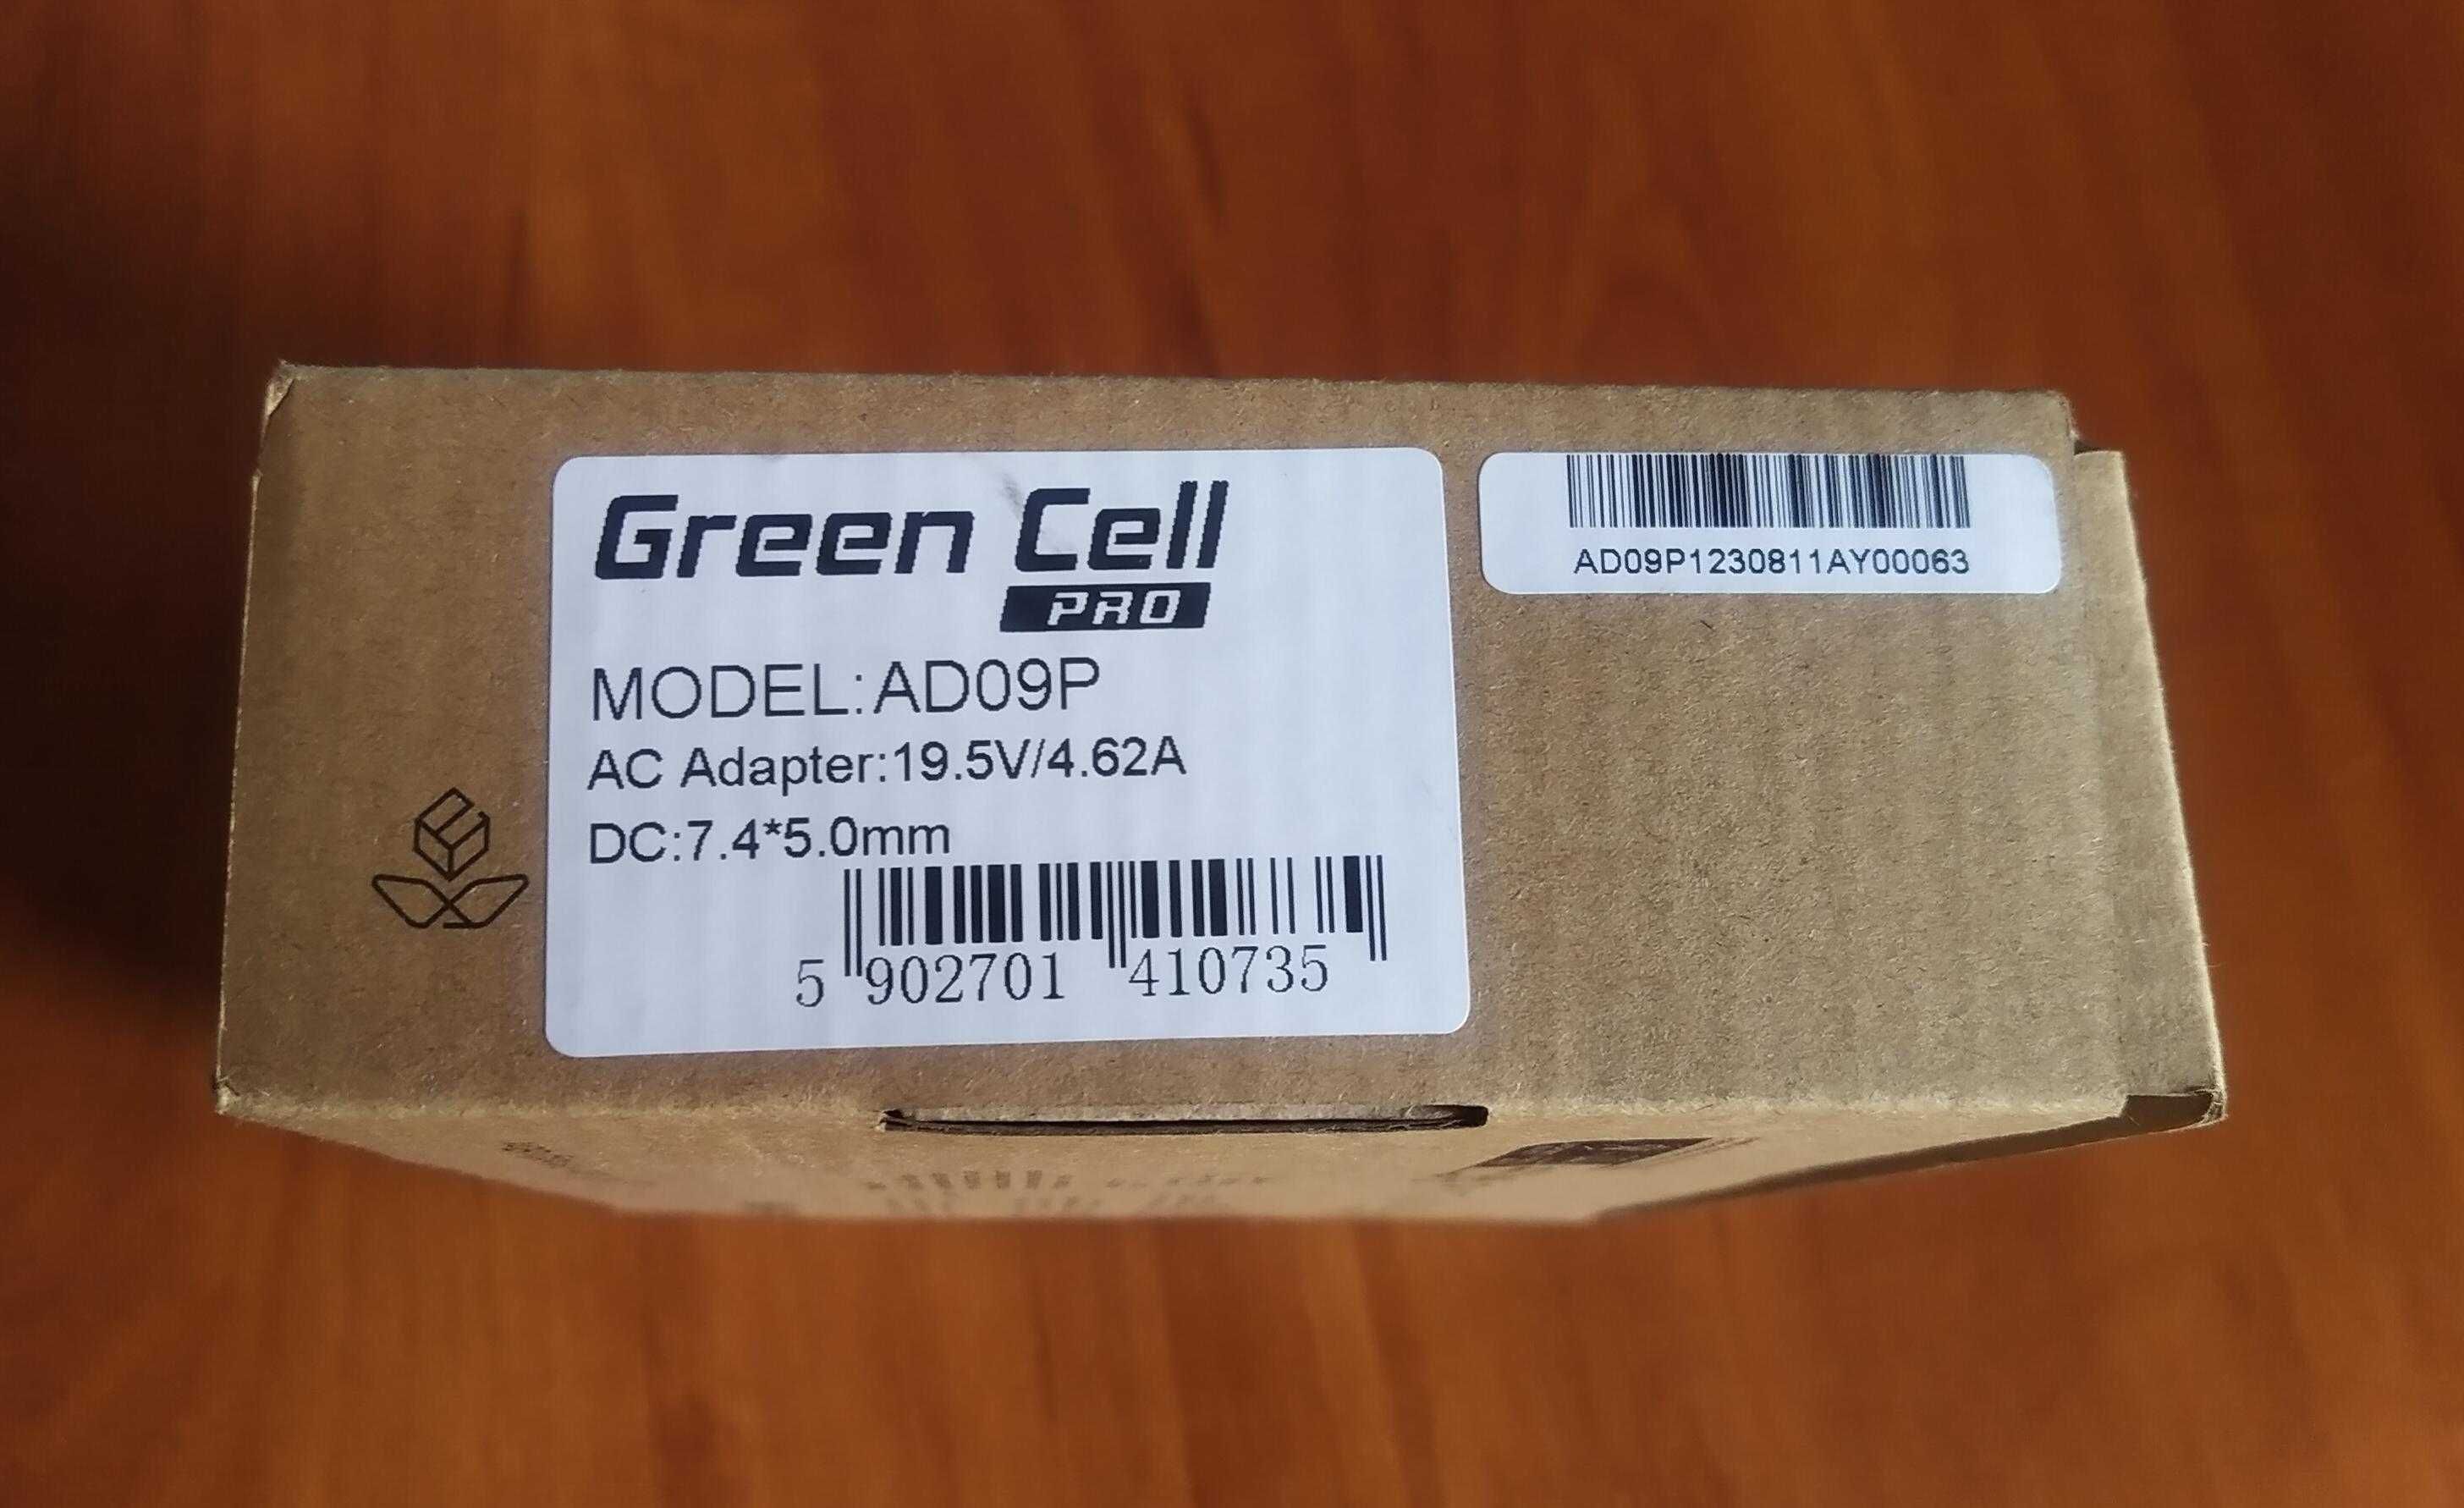 Green Cell
PRO
MODEL:AD09P
AC Adapter:19.5V/4.62A
DC:7.4*5.0mm
5 902701 410735
AD09P1230811AY00063